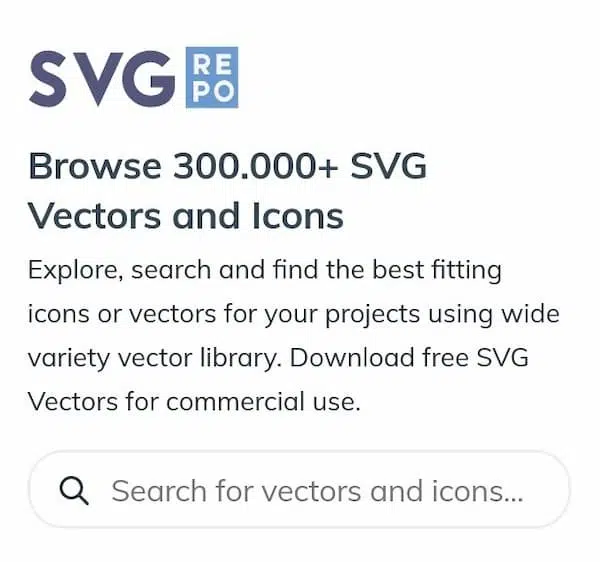 SVG RE
PO
Browse 300.000+ SVG
Vectors and Icons
Explore, search and find the best fitting
icons or vectors for your projects using wide
variety vector library. Download free SVG
Vectors for commercial use.
Search for vectors and icons...